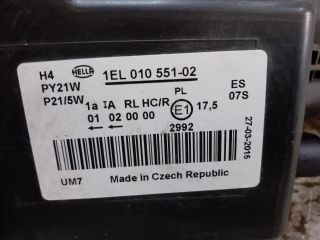 H4 HELLA 1EL 010 551-02
PY21W PL ES
P21/5W 1a IA RL HC/R E1 17,5 07S
01 02 00 00
2992
27-03-2015
UM7 Made in Czech Republic